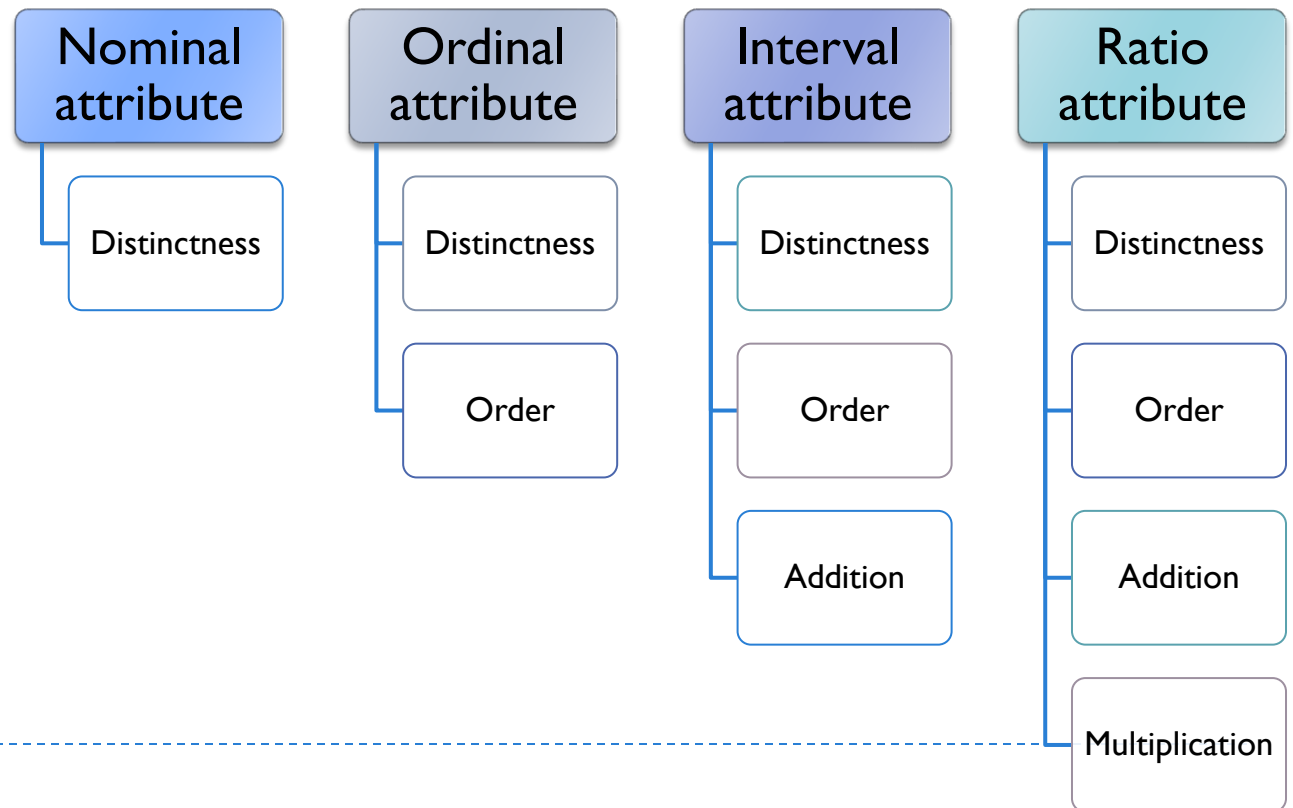 Nominal
attribute
Distinctness
Ordinal
attribute
Distinctness
Order
Interval
attribute
Distinctness
Order
Addition
Ratio
attribute
Distinctness
Order
Addition
Multiplication